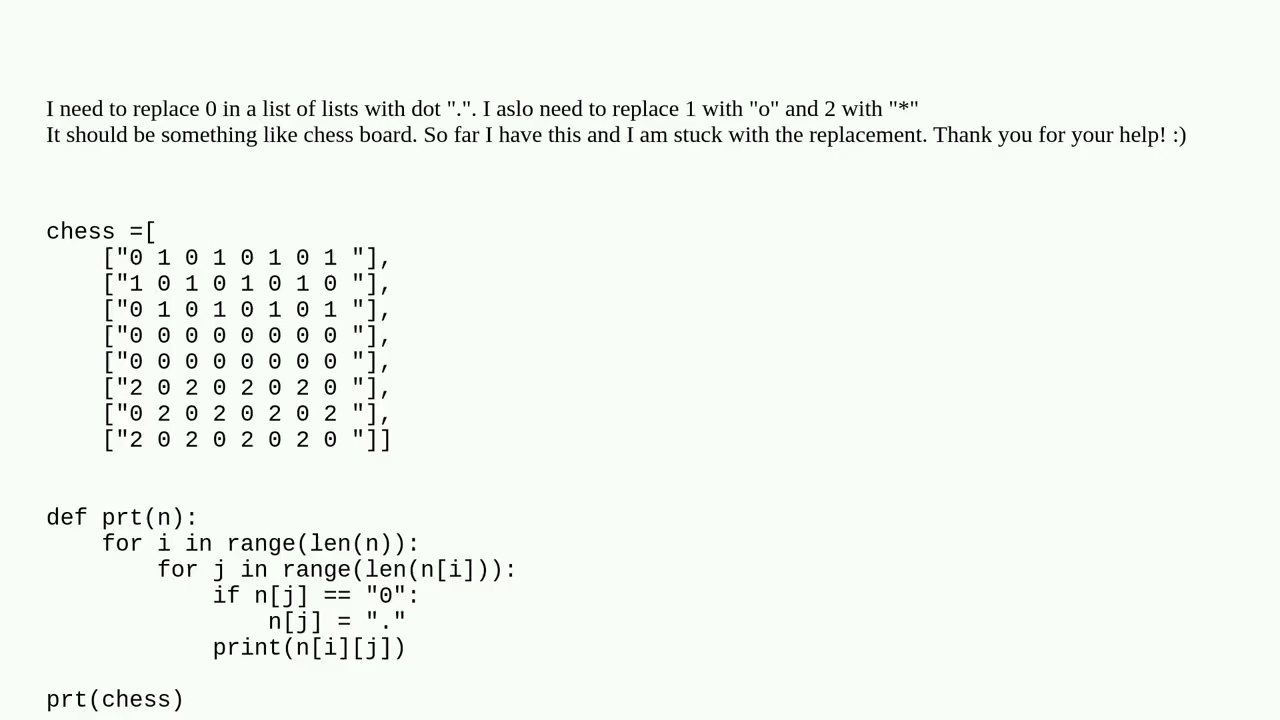 I need to replace 0 in a list of lists with dot ".". I aslo need to replace 1 with "o" and 2 with "*"
It should be something like chess board. So far I have this and I am stuck with the replacement. Thank you for your help! :)
chess =[
    ["0 1 0 1 0 1 0 1 "],
    ["1 0 1 0 1 0 1 0 "],
    ["0 1 0 1 0 1 0 1 "],
    ["0 0 0 0 0 0 0 0 "],
    ["0 0 0 0 0 0 0 0 "],
    ["2 0 2 0 2 0 2 0 "],
    ["0 2 0 2 0 2 0 2 "],
    ["2 0 2 0 2 0 2 0 "]]
def prt(n):
    for i in range(len(n)):
        for j in range(len(n[i])):
            if n[j] == "0":
                n[j] = "."
            print(n[i][j])
prt(chess)